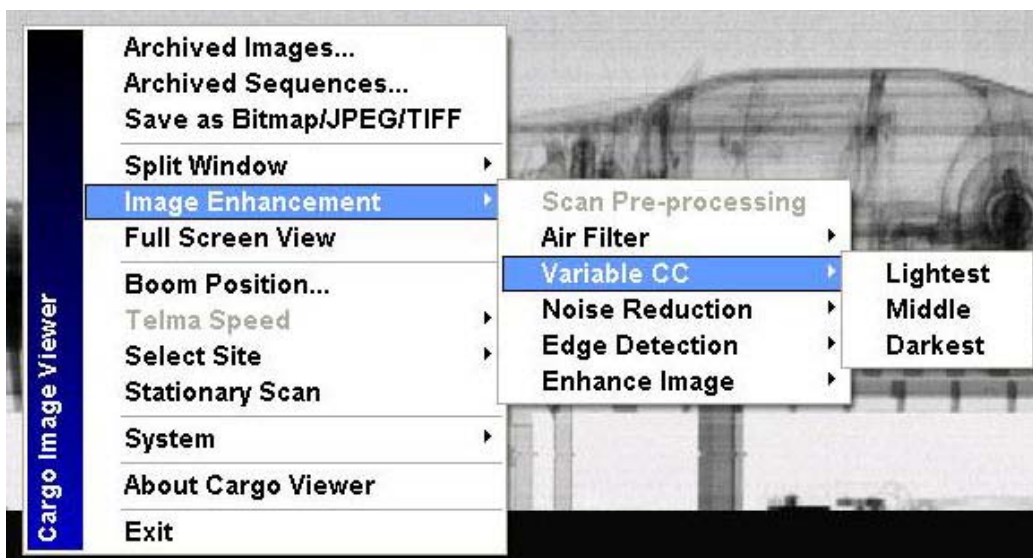 Cargo Image Viewer
Archived Images...
Archived Sequences...
Save as Bitmap/JPEG/TIFF
Split Window
Image Enhancement
Full Screen View
Boom Position...
Telma Speed
Select Site
Stationary Scan
System
About Cargo Viewer
Exit
Scan Pre-processing
Air Filter
Variable CC
Noise Reduction
Edge Detection
Enhance Image
Lightest
Middle
Darkest